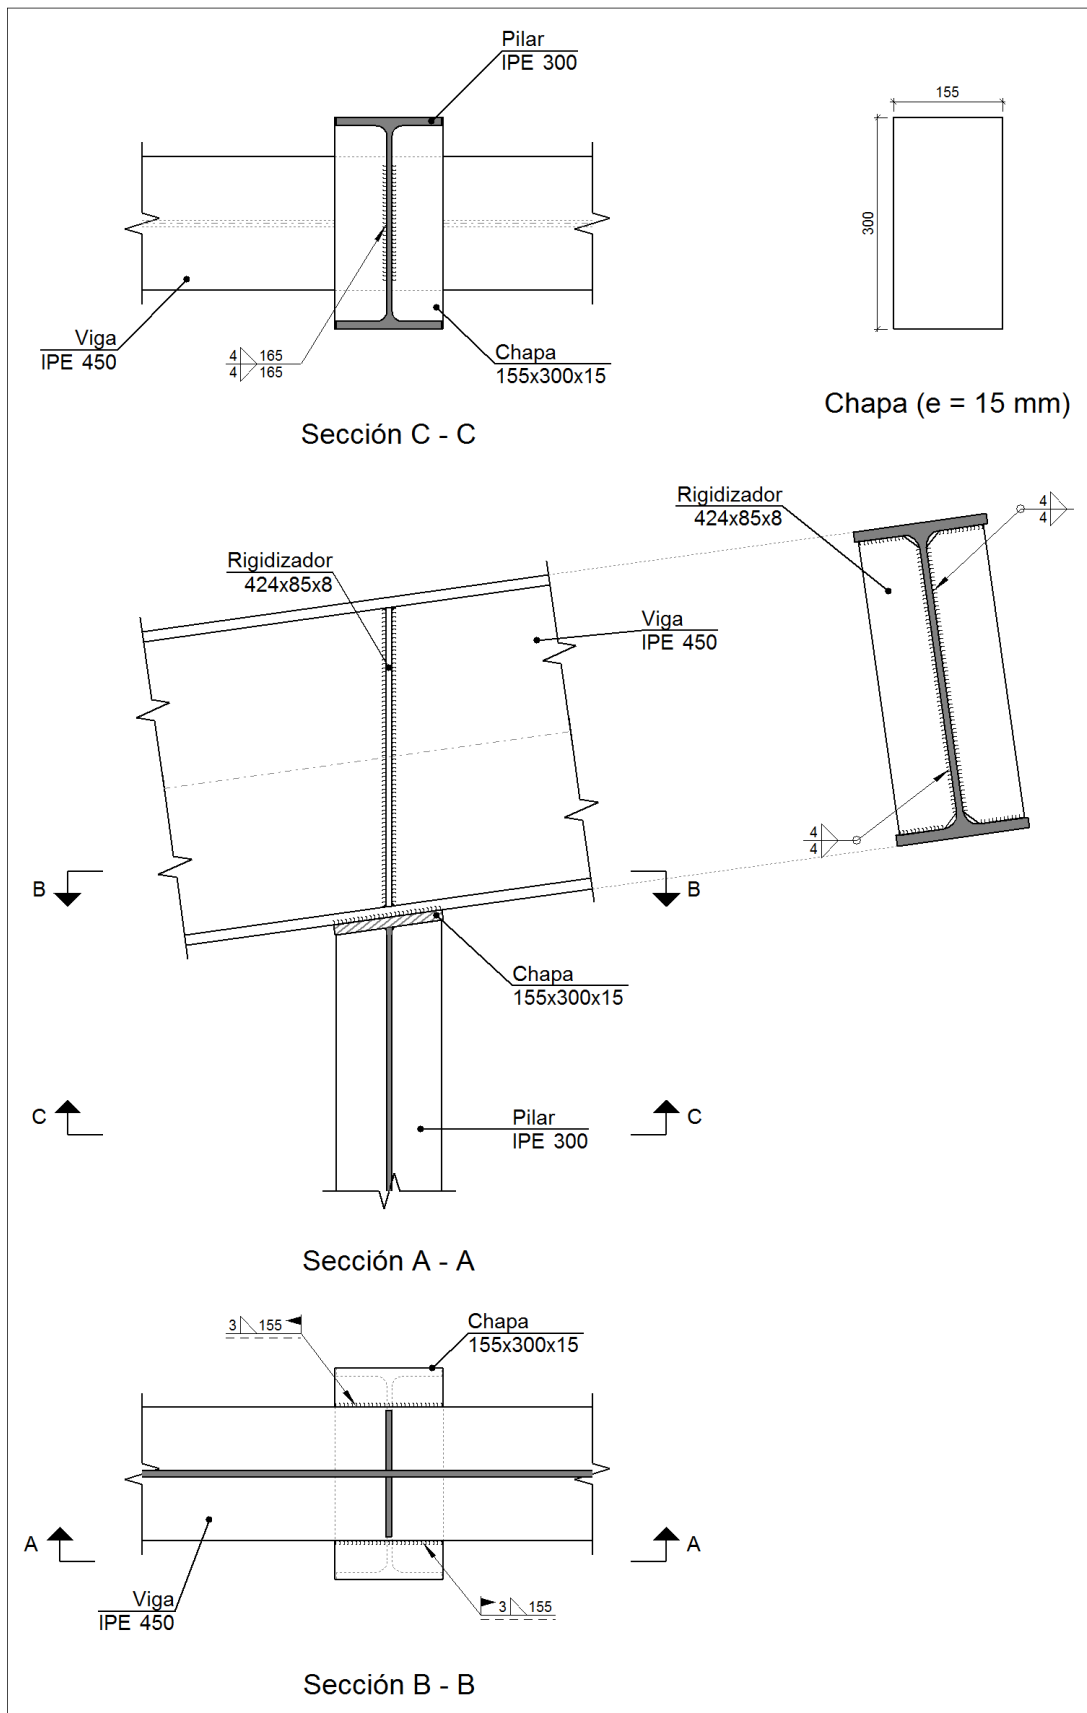 Pilar
IPE 300
155
300
Viga
IPE 450
4 165
4 165
Chapa
155x300x15
Chapa (e = 15 mm)
Sección C - C
Rigidizador
424x85x8
4
4
Rigidizador
424x85x8
Viga
IPE 450
4
4
B
B
Chapa
155x300x15
C
C
Pilar
IPE 300
Sección A - A
3 155
Chapa
155x300x15
A
A
Viga
IPE 450
3 155
Sección B - B